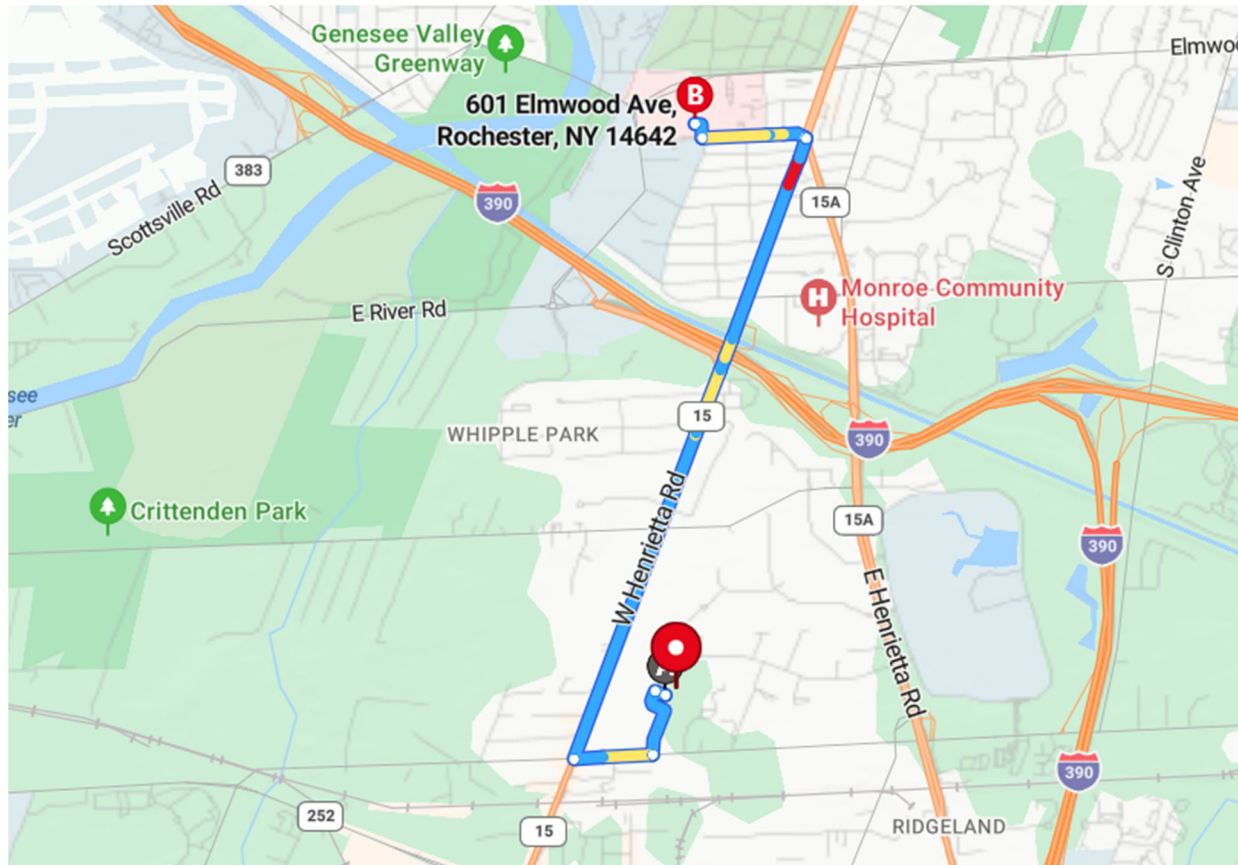 Genesee Valley
Greenway
Elmwoo
B
601 Elmwood Ave,
Rochester, NY 14642
383
Scottsville Rd
390
15A
S Clinton Ave
H
Monroe Community
Hospital
E River Rd
see
er
15
WHIPPLE PARK
390
Crittenden Park
15A
390
W Henrietta Rd
E Henrietta Rd
390
252
15
RIDGELAND